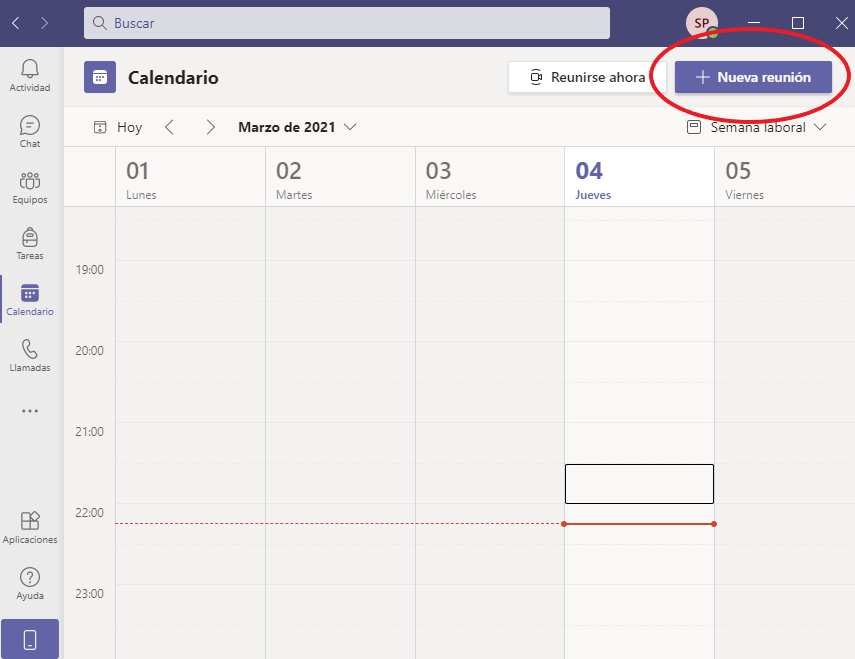 Buscar
SP
Actividad
Chat
Equipos
Tareas
Calendario
Llamadas
Aplicaciones
Ayuda
Calendario
Reunirse ahora
Nueva reunión
Hoy
Marzo de 2021
Semana laboral
01
Lunes
02
Martes
03
Miércoles
04
Jueves
05
Viernes
19:00
20:00
21:00
22:00
23:00